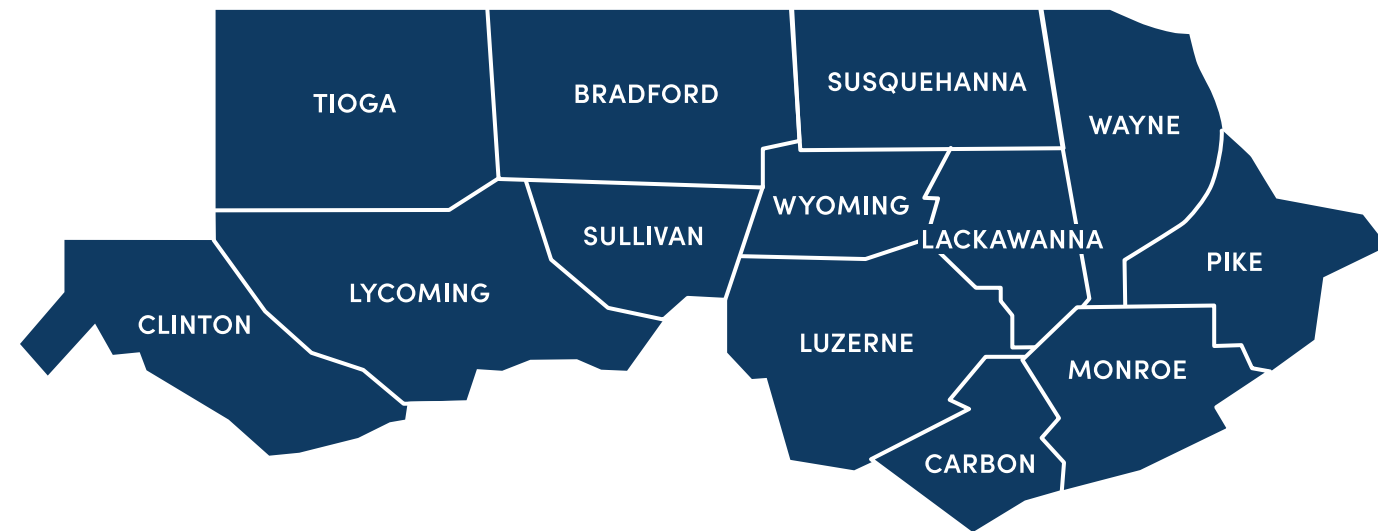 TIOGA
BRADFORD
SUSQUEHANNA
WAYNE
WYOMING
SULLIVAN
LACKAWANNA
PIKE
LYCOMING
CLINTON
LUZERNE
MONROE
CARBON